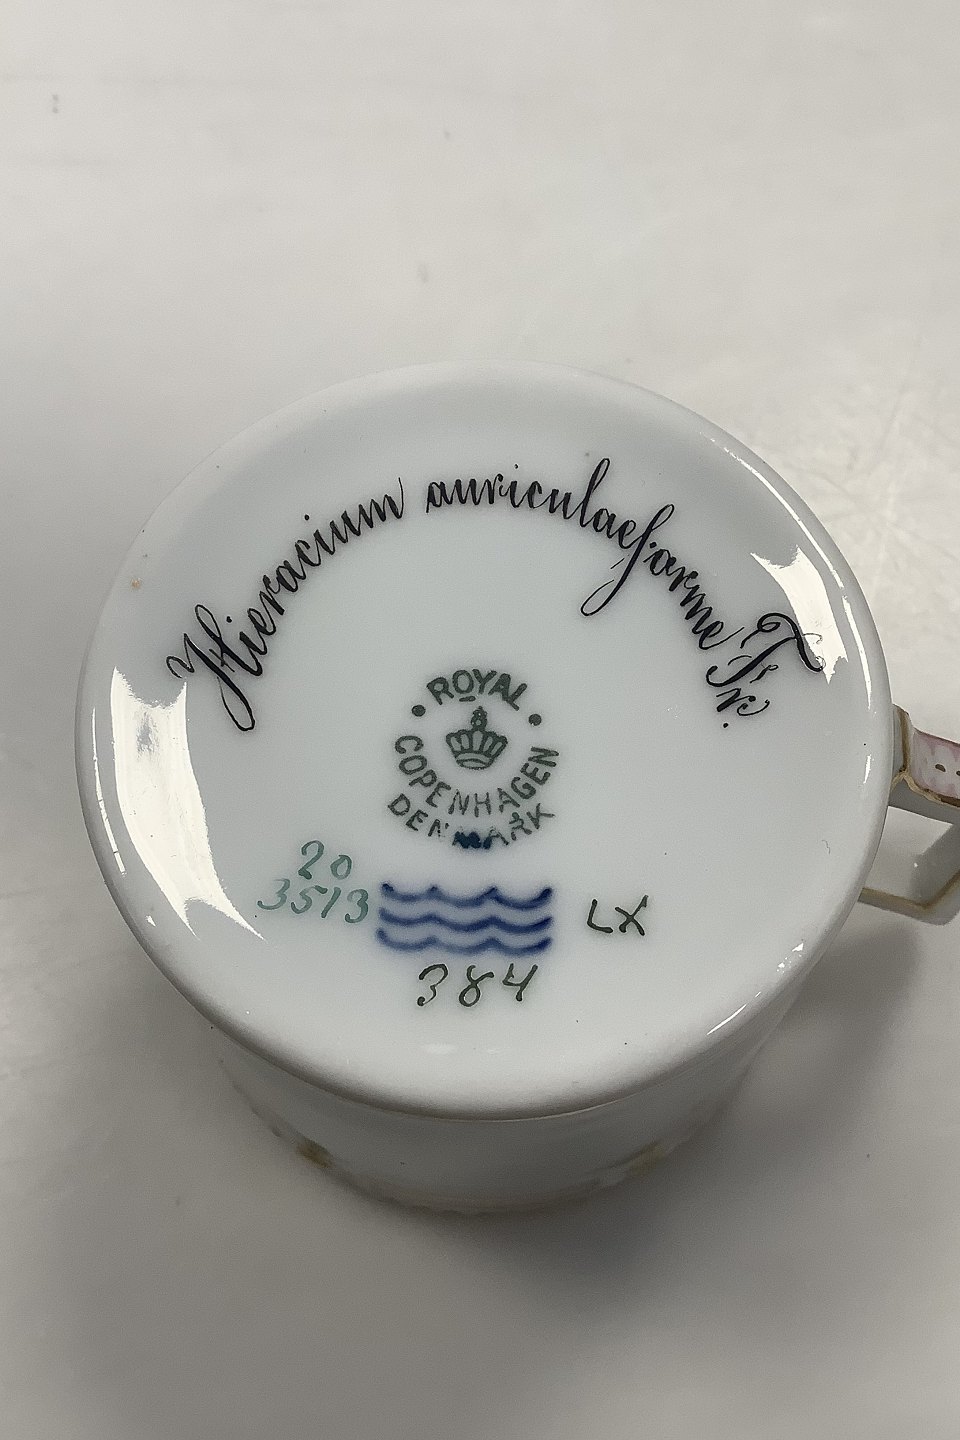 Hieracium auriculaeforme Fr.
ROYAL
COPENHAGEN
DENMARK
20
3513
LX
384